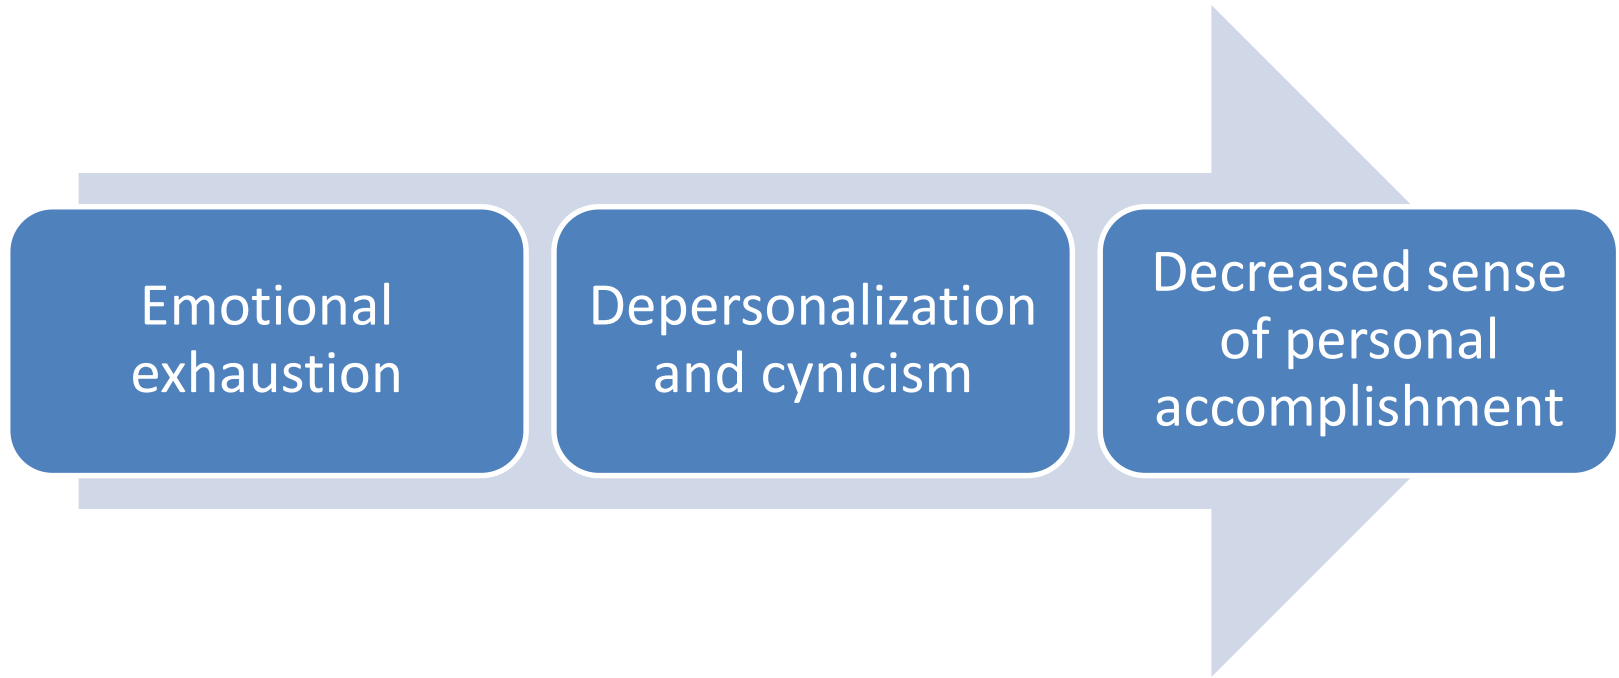 Emotional
exhaustion
Depersonalization
and cynicism
Decreased sense
of personal
accomplishment